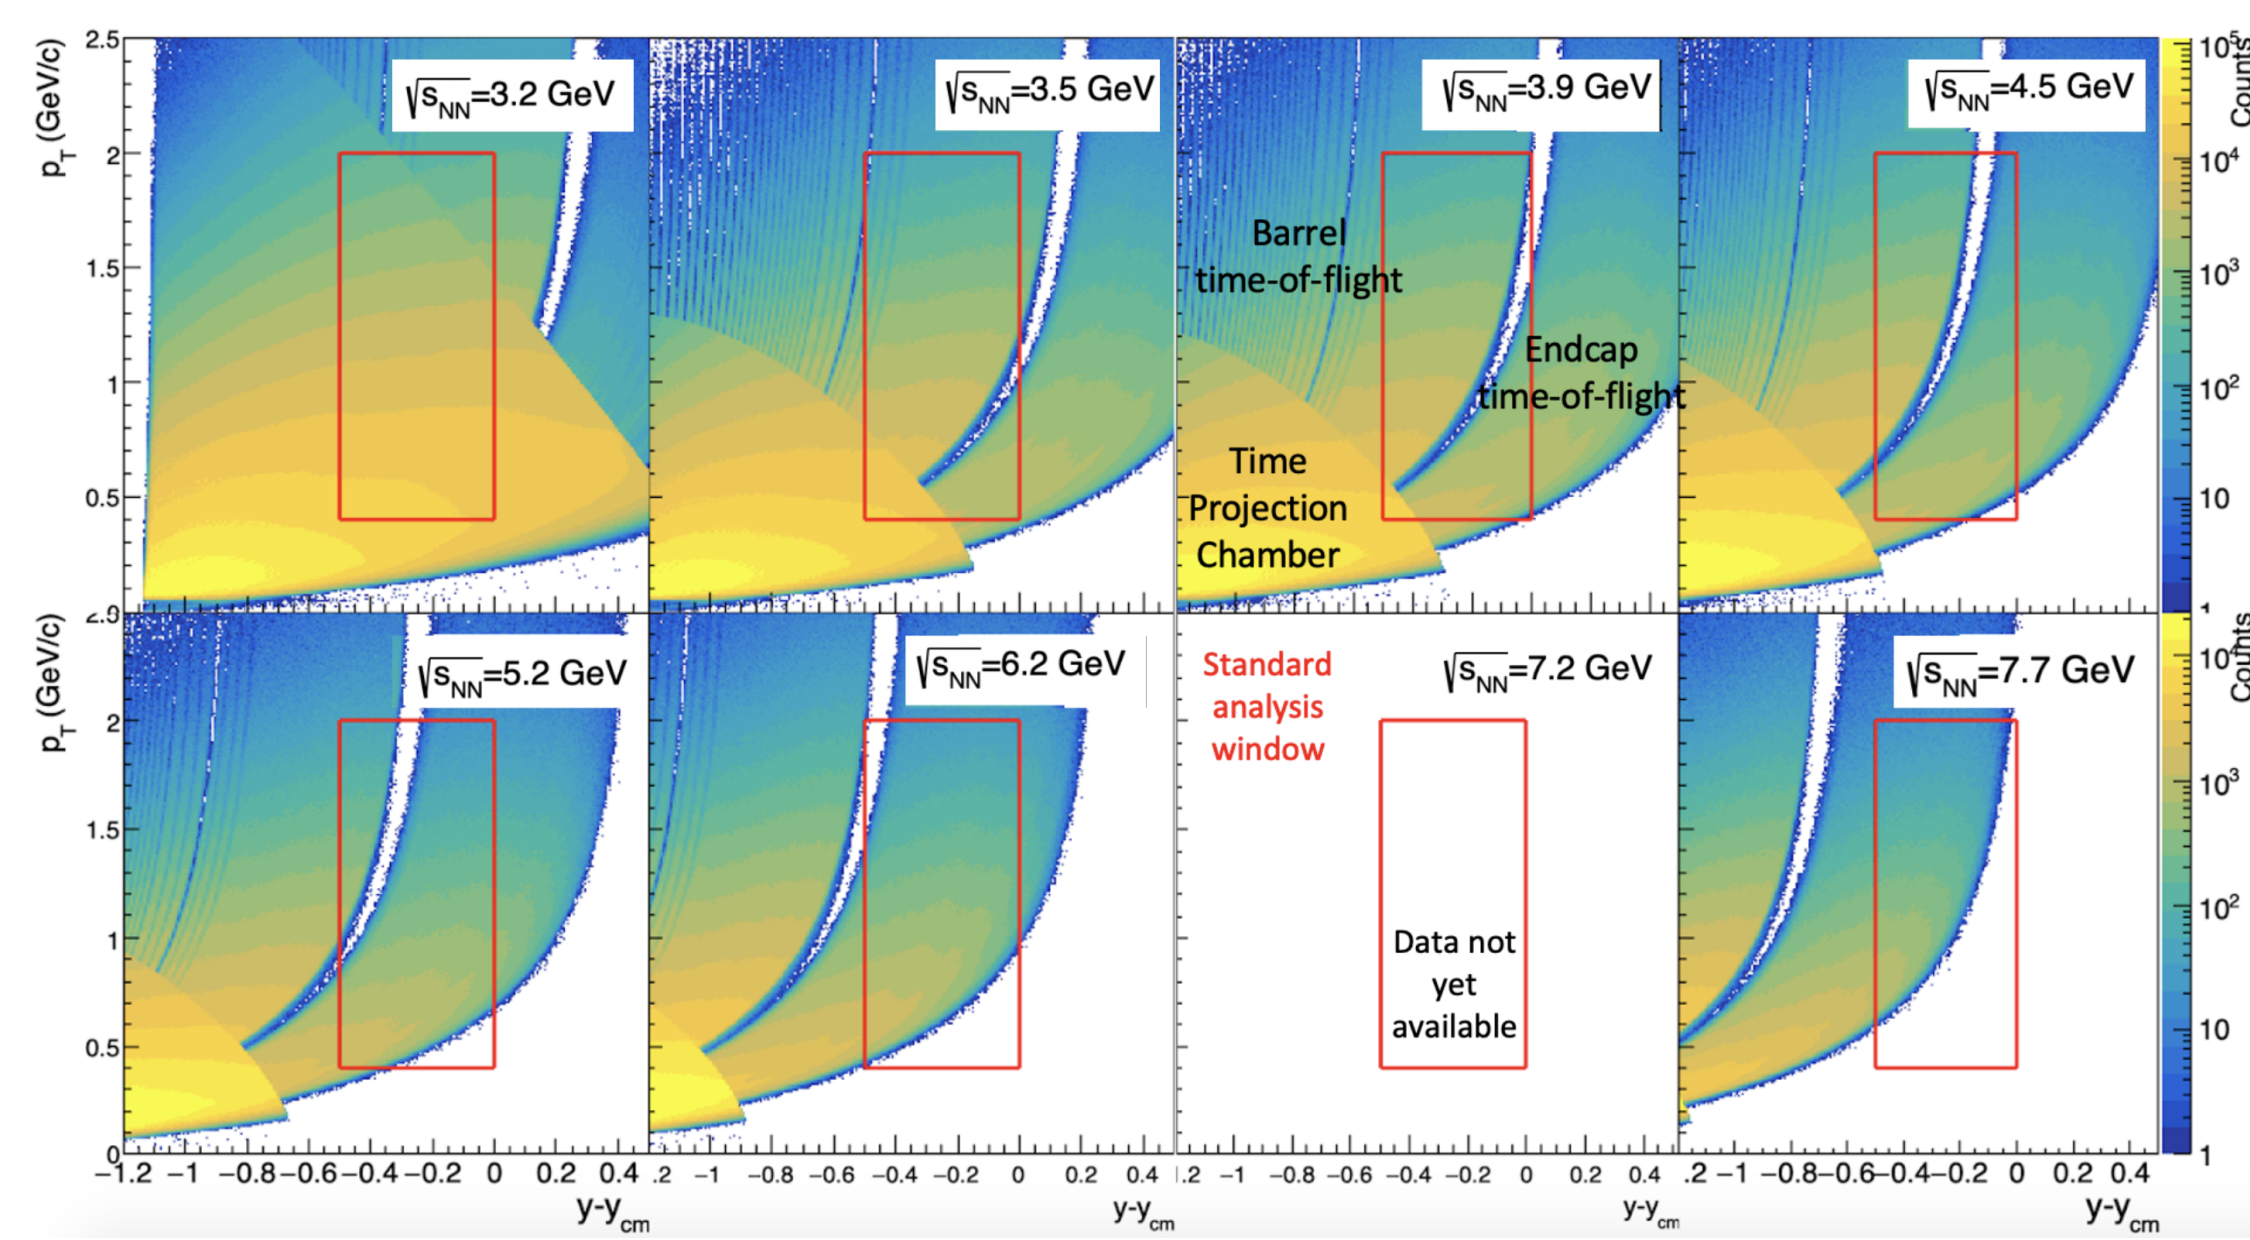 p_T (GeV/c)
2.5
2
1.5
1
0.5
√s_NN=3.2 GeV
√s_NN=3.5 GeV
√s_NN=3.9 GeV
Barrel
time-of-flight
Endcap
time-of-flight
Time
Projection
Chamber
√s_NN=4.5 GeV
Counts
10^5
10^4
10^3
10^2
10
1
p_T (GeV/c)
2.5
2
1.5
1
0.5
0
√s_NN=5.2 GeV
√s_NN=6.2 GeV
Standard
analysis
window
√s_NN=7.2 GeV
Data not
yet
available
√s_NN=7.7 GeV
Counts
10^4
10^3
10^2
10
1
−1.2 −1 −0.8 −0.6 −0.4 −0.2 0 0.2 0.4
.2 −1 −0.8 −0.6 −0.4 −0.2 0 0.2 0.4
.2 −1 −0.8 −0.6 −0.4 −0.2 0 0.2 0.4
.2 −1 −0.8 −0.6 −0.4 −0.2 0 0.2 0.4
y-y_cm
y-y_cm
y-y_cm
y-y_cm